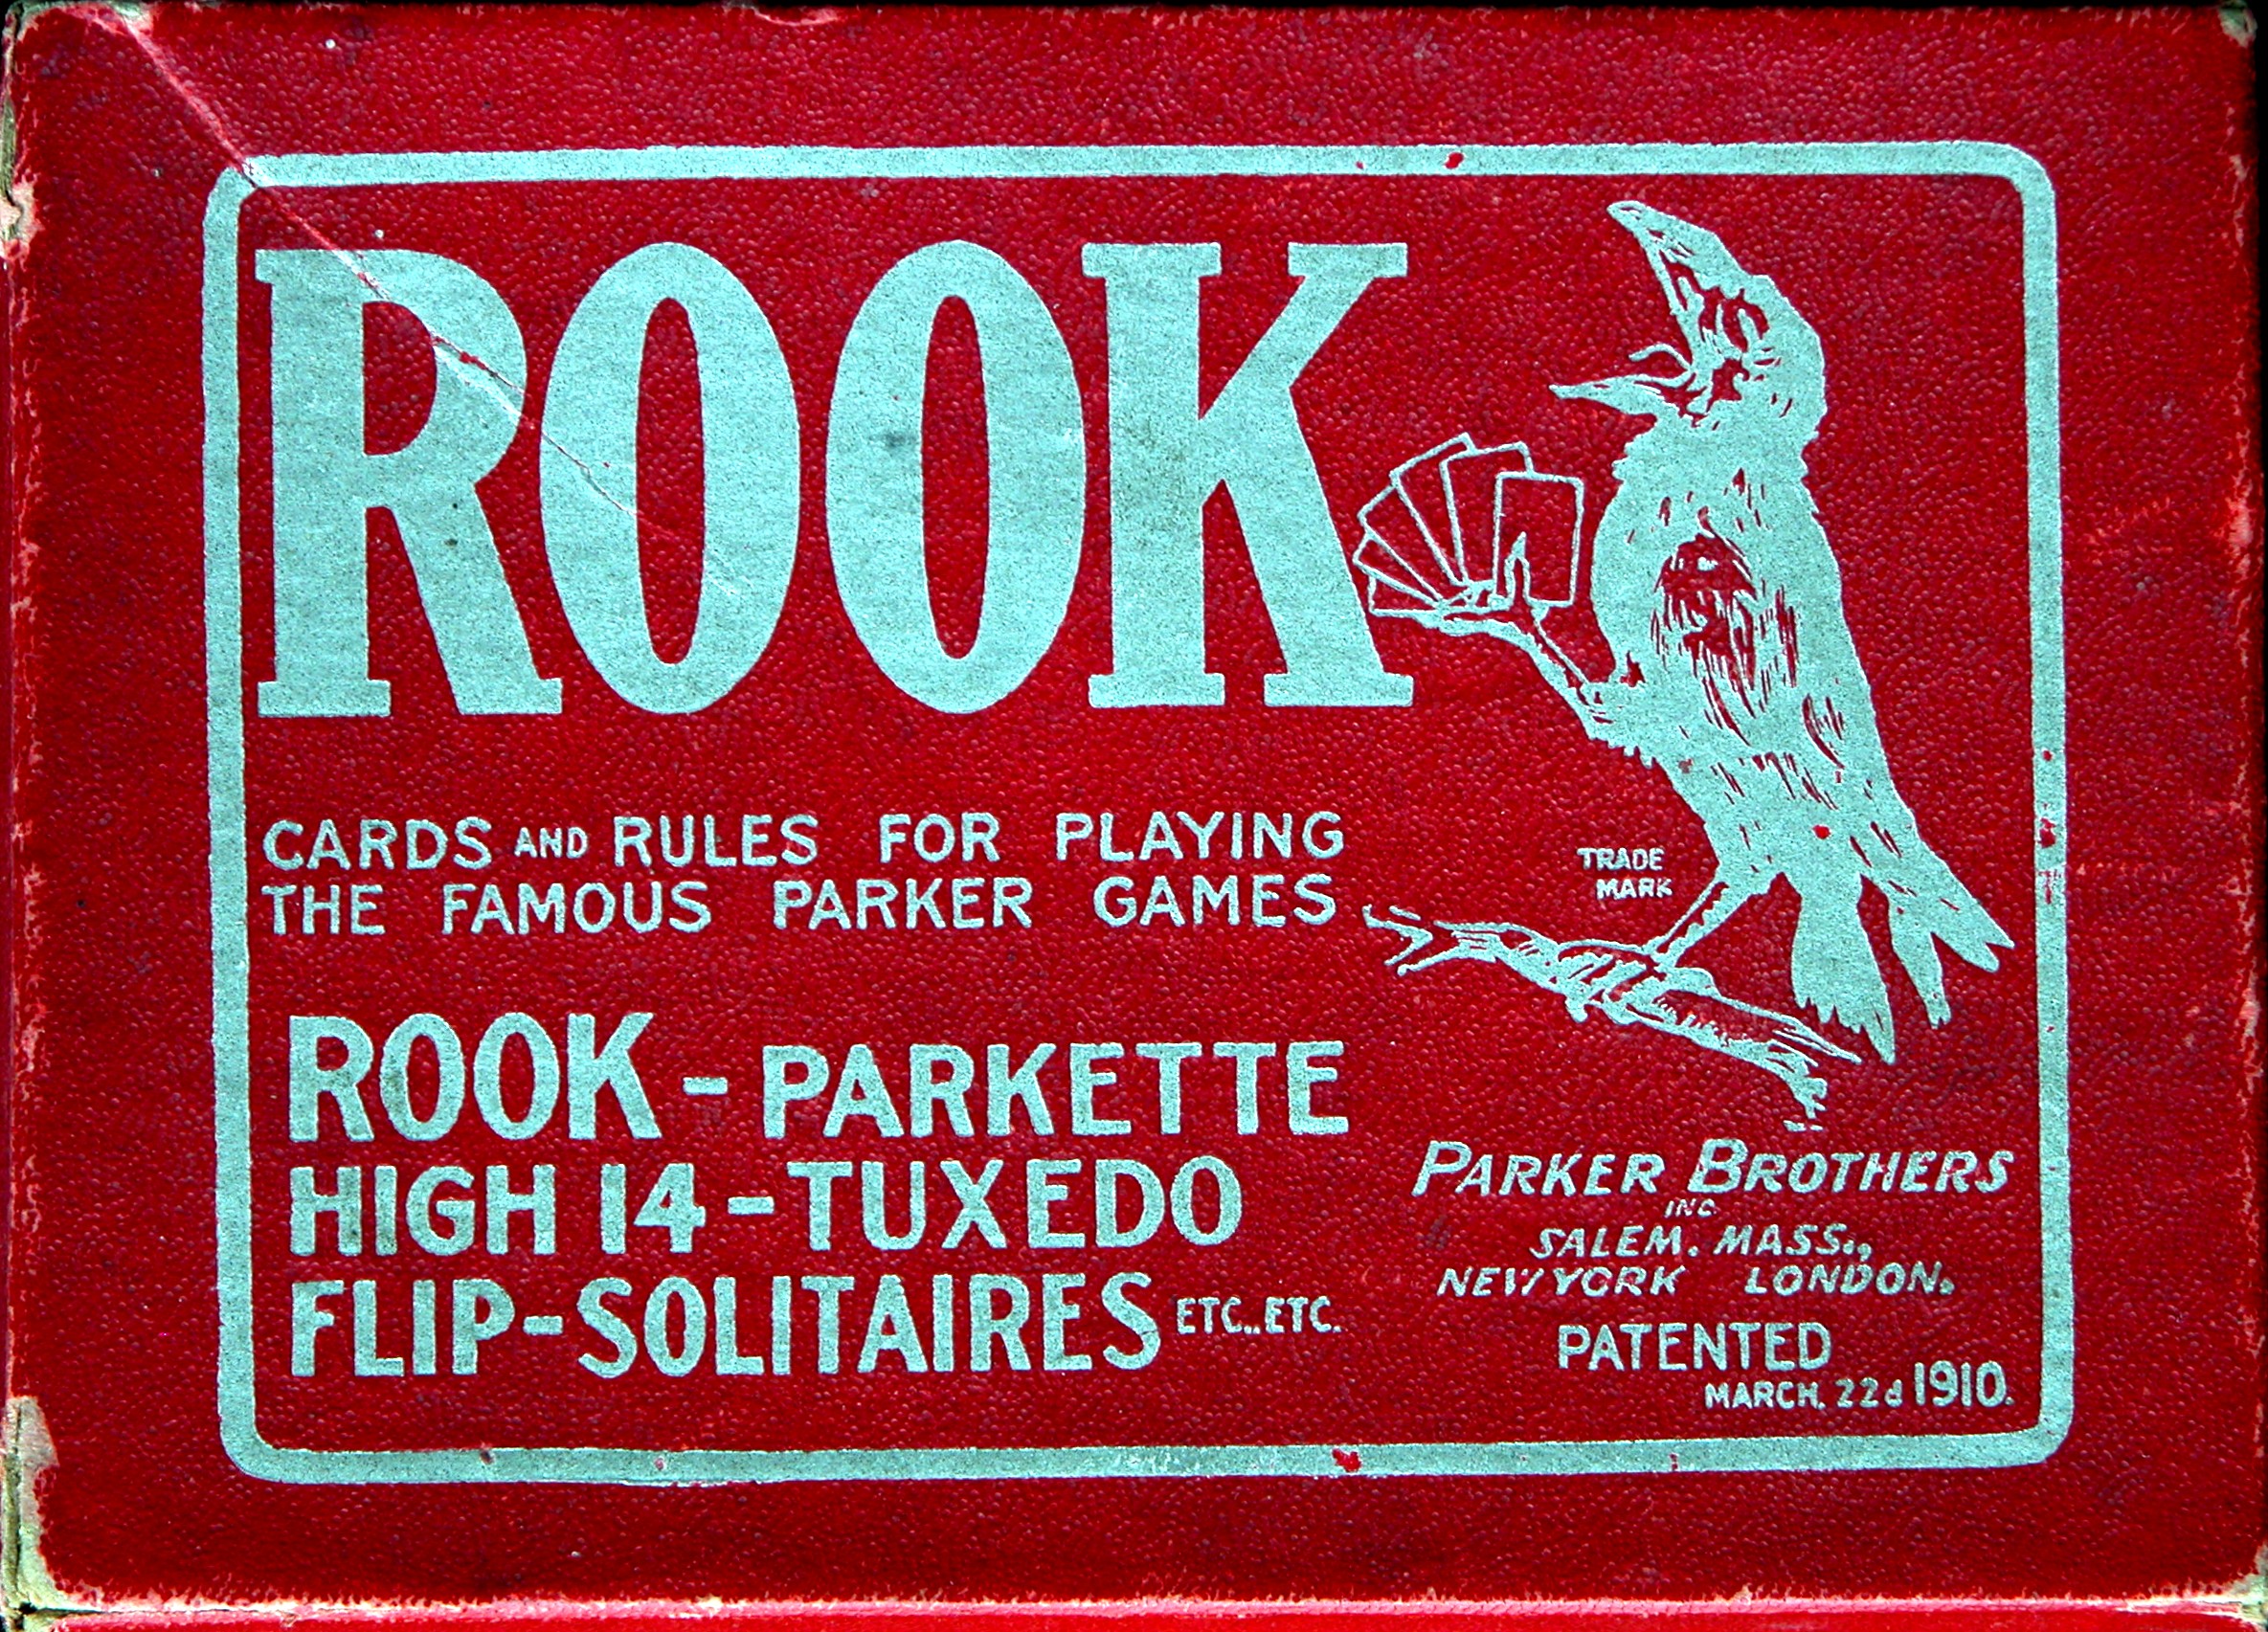 ROOK
CARDS AND RULES FOR PLAYING
THE FAMOUS PARKER GAMES
ROOK - PARKETTE
HIGH 14 - TUXEDO
FLIP - SOLITAIRES ETC., ETC.
TRADE
MARK
PARKER BROTHERS
INC
SALEM. MASS.,
NEW YORK LONDON.
PATENTED
MARCH. 22d 1910.